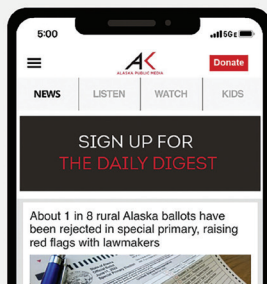 5:00
5Ge
AK
ALASKA PUBLIC MEDIA
Donate
NEWS
LISTEN
WATCH
KIDS
SIGN UP FOR
THE DAILY DIGEST
About 1 in 8 rural Alaska ballots have
been rejected in special primary, raising
red flags with lawmakers